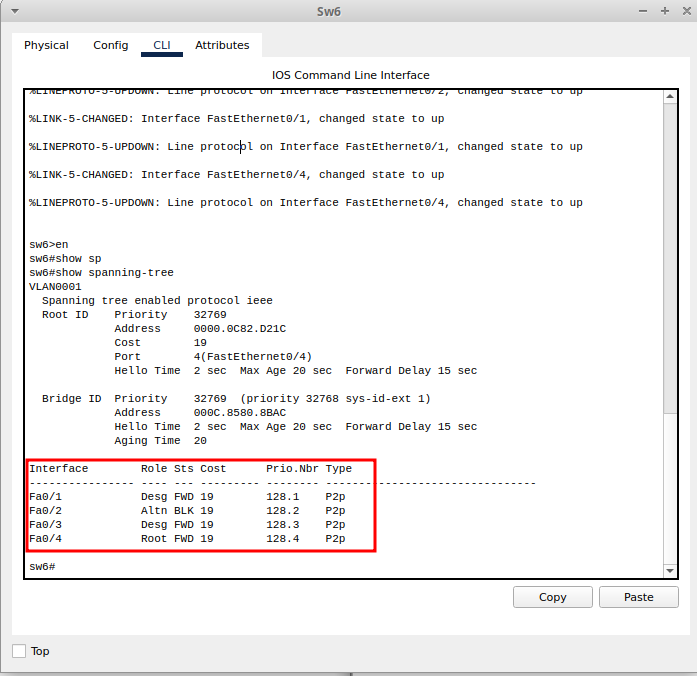 Sw6
Physical Config CLI Attributes
IOS Command Line Interface
%LINEPROTO-5-UPDOWN: Line protocol on Interface FastEthernet0/2, changed state to up
%LINK-5-CHANGED: Interface FastEthernet0/1, changed state to up
%LINEPROTO-5-UPDOWN: Line protocol on Interface FastEthernet0/1, changed state to up
%LINK-5-CHANGED: Interface FastEthernet0/4, changed state to up
%LINEPROTO-5-UPDOWN: Line protocol on Interface FastEthernet0/4, changed state to up
sw6>en
sw6#show sp
sw6#show spanning-tree
VLAN0001
  Spanning tree enabled protocol ieee
  Root ID    Priority    32769
             Address     0000.0C82.D21C
             Cost        19
             Port        4(FastEthernet0/4)
             Hello Time  2 sec  Max Age 20 sec  Forward Delay 15 sec
  Bridge ID  Priority    32769  (priority 32768 sys-id-ext 1)
             Address     000C.8580.8BAC
             Hello Time  2 sec  Max Age 20 sec  Forward Delay 15 sec
             Aging Time  20
Interface        Role Sts Cost      Prio.Nbr Type
---------------- ---- --- --------- -------- --------------------------------
Fa0/1            Desg FWD 19        128.1    P2p
Fa0/2            Altn BLK 19        128.2    P2p
Fa0/3            Desg FWD 19        128.3    P2p
Fa0/4            Root FWD 19        128.4    P2p
sw6#
Copy Paste
Top